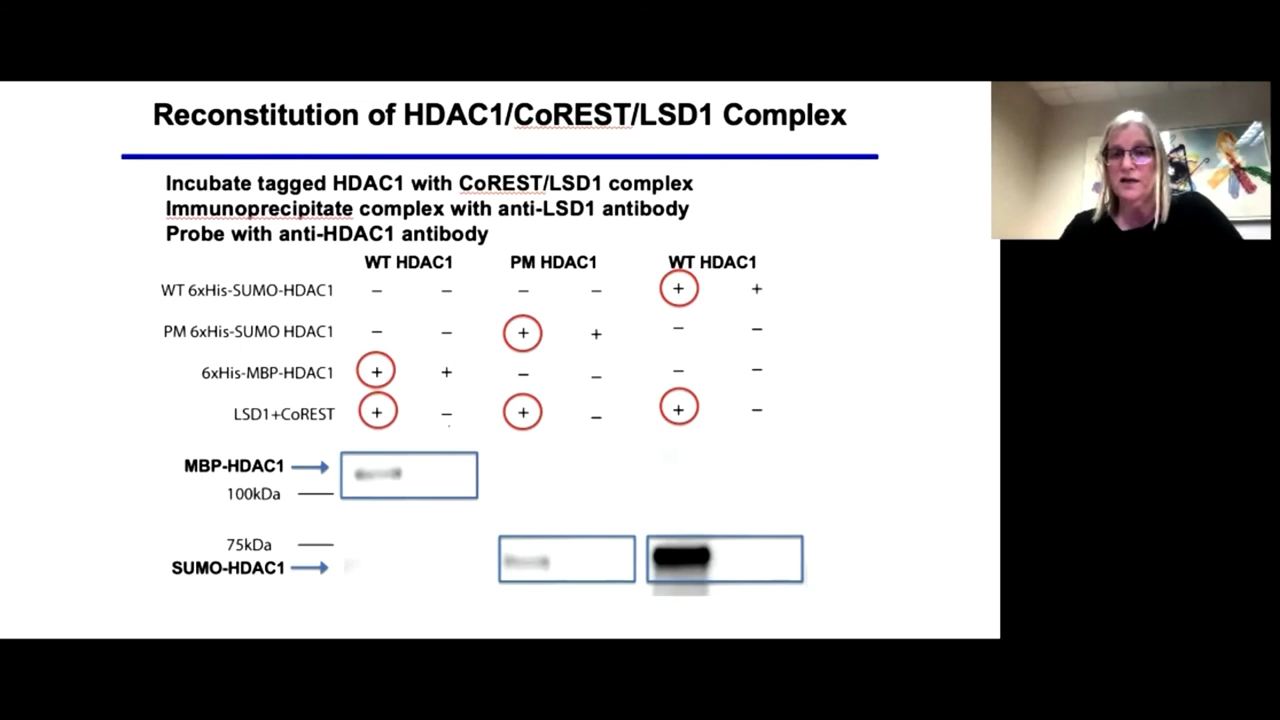 Reconstitution of HDAC1/CoREST/LSD1 Complex
Incubate tagged HDAC1 with CoREST/LSD1 complex
Immunoprecipitate complex with anti-LSD1 antibody
Probe with anti-HDAC1 antibody
WT HDAC1 PM HDAC1 WT HDAC1
WT 6xHis-SUMO-HDAC1 – – – – + +
PM 6xHis-SUMO HDAC1 – – + + – –
6xHis-MBP-HDAC1 + + – – – –
LSD1+CoREST + – + – + –
MBP-HDAC1
100kDa
75kDa
SUMO-HDAC1